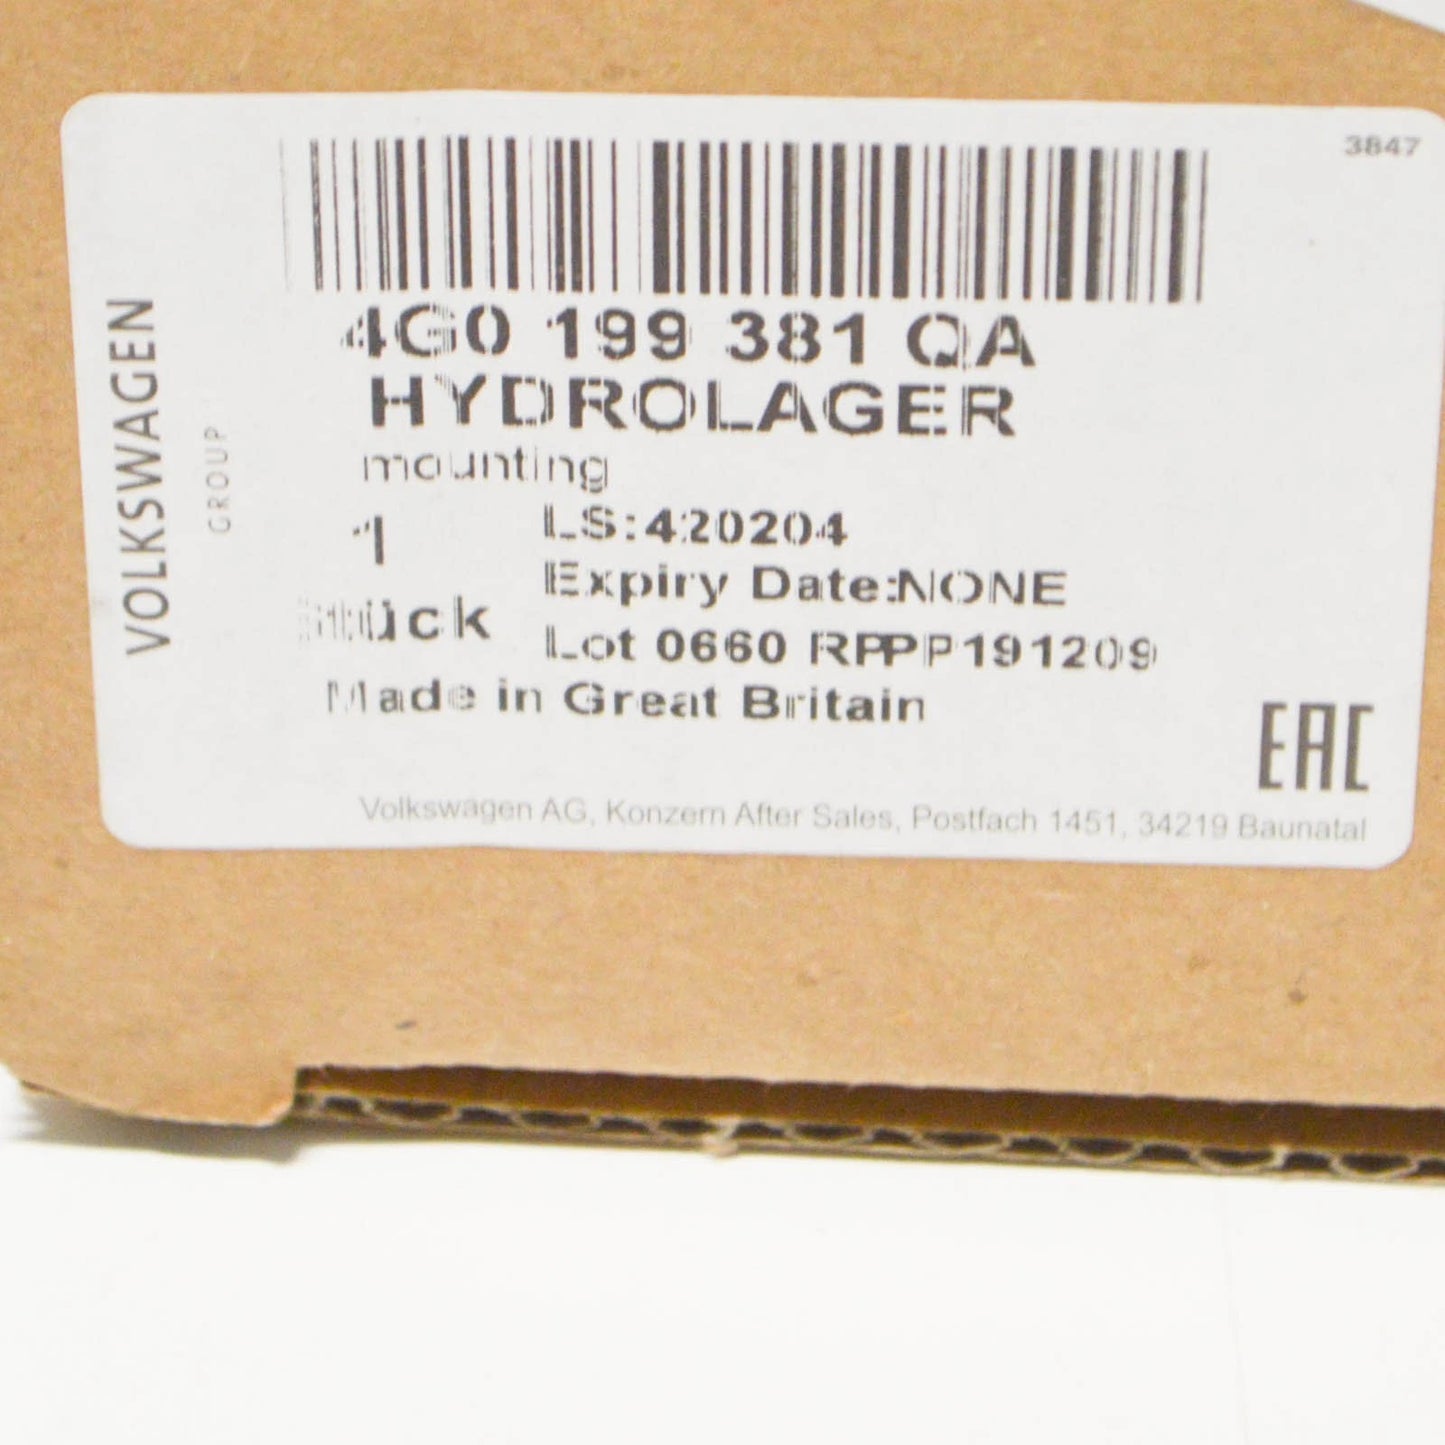 3847
4G0 199 381 QA
HYDROLAGER
mounting
1 LS:420204
Expiry Date:NONE
Stück
Lot 0660 RPPP191209
Made in Great Britain
EAC
Volkswagen AG, Konzern After Sales, Postfach 1451, 34219 Baunatal
VOLKSWAGEN
GROUP